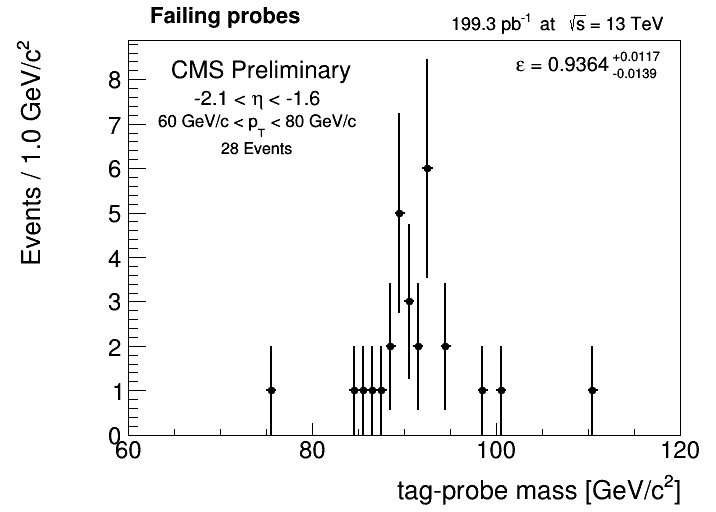 Failing probes
199.3 pb⁻¹ at √s = 13 TeV
CMS Preliminary
-2.1 < η < -1.6
60 GeV/c < p_T < 80 GeV/c
28 Events
ε = 0.9364 +0.0117 -0.0139
Events / 1.0 GeV/c²
8
7
6
5
4
3
2
1
0
60 80 100 120
tag-probe mass [GeV/c²]